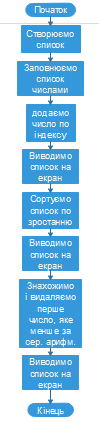 Початок
Створюємо
список
Заповнюємо
список
числами
додаємо
число по
індексу
Виводимо
список на
екран
Сортуємо
список по
зростанню
Виводимо
список на
екран
Знахожимо
і видаляємо
перше
число, яке
менше за
сер. арифм.
Виводимо
список на
екран
Кінець